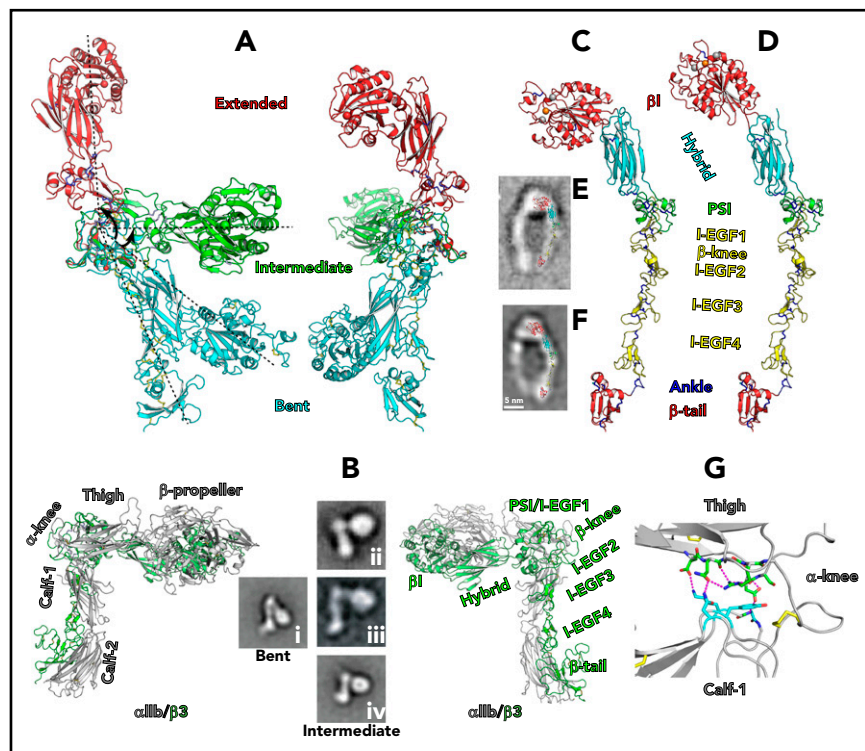 A
Extended
Intermediate
Bent
C
D
βI
Hybrid
PSI
I-EGF1
β-knee
I-EGF2
I-EGF3
I-EGF4
Ankle
β-tail
E
F
5 nm
B
α-knee
Thigh
β-propeller
Calf-1
Calf-2
αIIb/β3
i
Bent
ii
iii
iv
Intermediate
PSI/I-EGF1
β-knee
I-EGF2
I-EGF3
I-EGF4
β-tail
βI
Hybrid
αIIb/β3
G
Thigh
α-knee
Calf-1